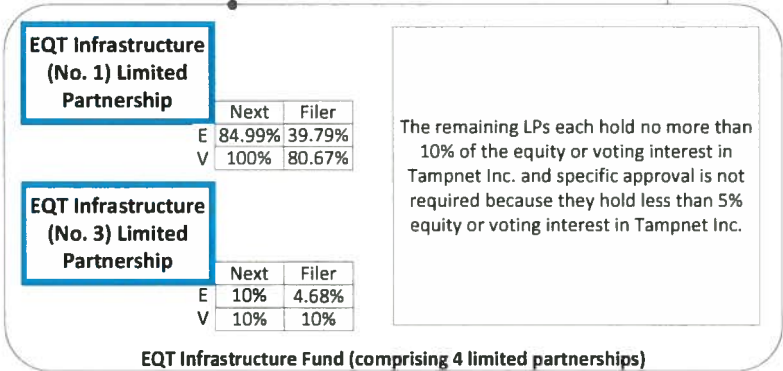 EQT Infrastructure
(No. 1) Limited
Partnership
Next Filer
E 84.99% 39.79%
V 100% 80.67%
EQT Infrastructure
(No. 3) Limited
Partnership
Next Filer
E 10% 4.68%
V 10% 10%
The remaining LPs each hold no more than
10% of the equity or voting interest in
Tampnet Inc. and specific approval is not
required because they hold less than 5%
equity or voting interest in Tampnet Inc.
EQT Infrastructure Fund (comprising 4 limited partnerships)